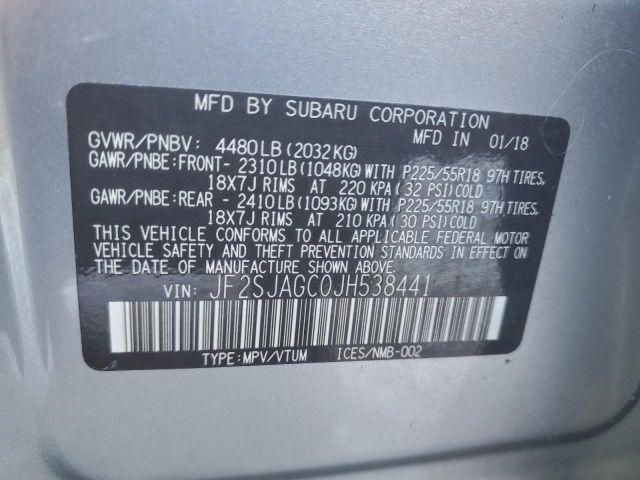 MFD BY SUBARU CORPORATION
MFD IN 01/18
GVWR/PNBV: 4480LB(2032KG)
GAWR/PNBE:FRONT- 2310LB(1048KG)WITH P225/55R18 97H TIRES,
18X7J RIMS AT 220 KPA(32 PSI)COLD
GAWR/PNBE:REAR - 2410LB(1093KG)WITH P225/55R18 97H TIRES,
18X7J RIMS AT 210 KPA(30 PSI)COLD
THIS VEHICLE CONFORMS TO ALL APPLICABLE FEDERAL MOTOR
VEHICLE SAFETY AND THEFT PREVENTION STANDARDS IN EFFECT ON
THE DATE OF MANUFACTURE SHOWN ABOVE.
VIN: JF2SJAGC0JH538441
TYPE:MPV/VTUM ICES/NMB-002